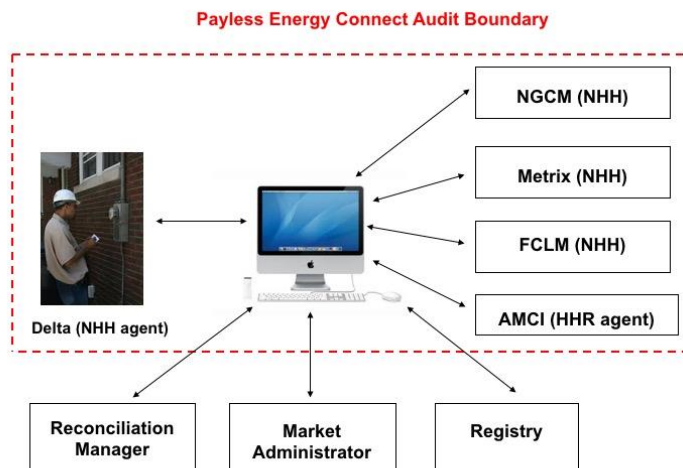 Payless Energy Connect Audit Boundary
NGCM (NHH)
Metrix (NHH)
FCLM (NHH)
AMCI (HHR agent)
Delta (NHH agent)
Reconciliation
Manager
Market
Administrator
Registry